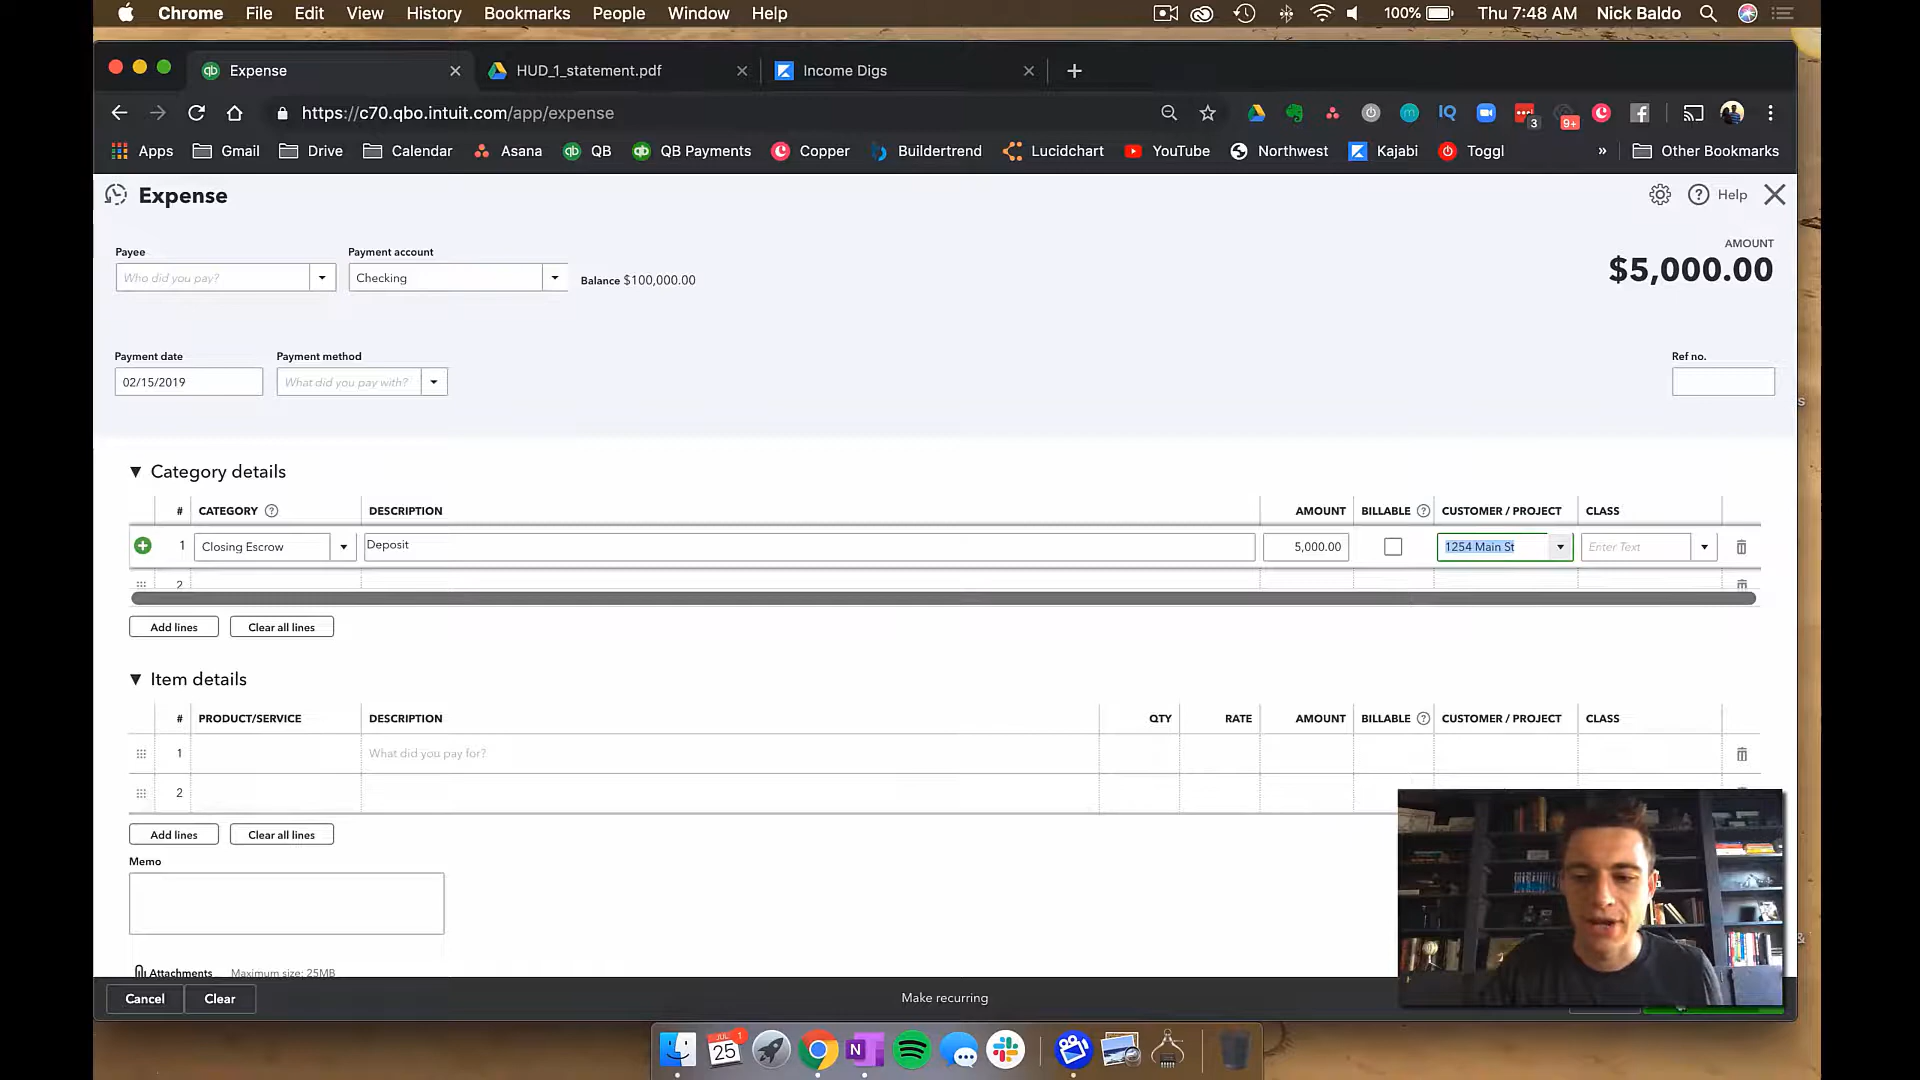 Chrome File Edit View History Bookmarks People Window Help 100% Thu 7:48 AM Nick Baldo
Expense HUD_1_statement.pdf Income Digs
https://c70.qbo.intuit.com/app/expense 3 9+
Apps Gmail Drive Calendar Asana QB QB Payments Copper Buildertrend Lucidchart YouTube Northwest Kajabi Toggl » Other Bookmarks
Expense Help
AMOUNT
$5,000.00
Payee Payment account
Who did you pay? Checking Balance $100,000.00
Payment date Payment method Ref no.
02/15/2019 What did you pay with?
Category details
# CATEGORY DESCRIPTION AMOUNT BILLABLE CUSTOMER / PROJECT CLASS
1 Closing Escrow Deposit 5,000.00 1254 Main St Enter Text
2
Add lines Clear all lines
Item details
# PRODUCT/SERVICE DESCRIPTION QTY RATE AMOUNT BILLABLE CUSTOMER / PROJECT CLASS
1 What did you pay for?
2
Add lines Clear all lines
Memo
Attachments Maximum size: 25MB
Cancel Clear Make recurring
JUL 25 1 N